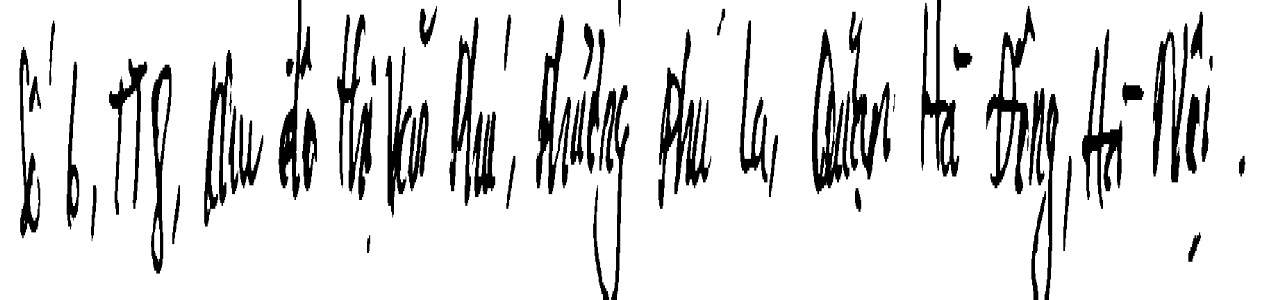 Số 6, TT8, Khu đô thị Văn Phú, Phường Phú La, Quận Hà Đông, Hà Nội.